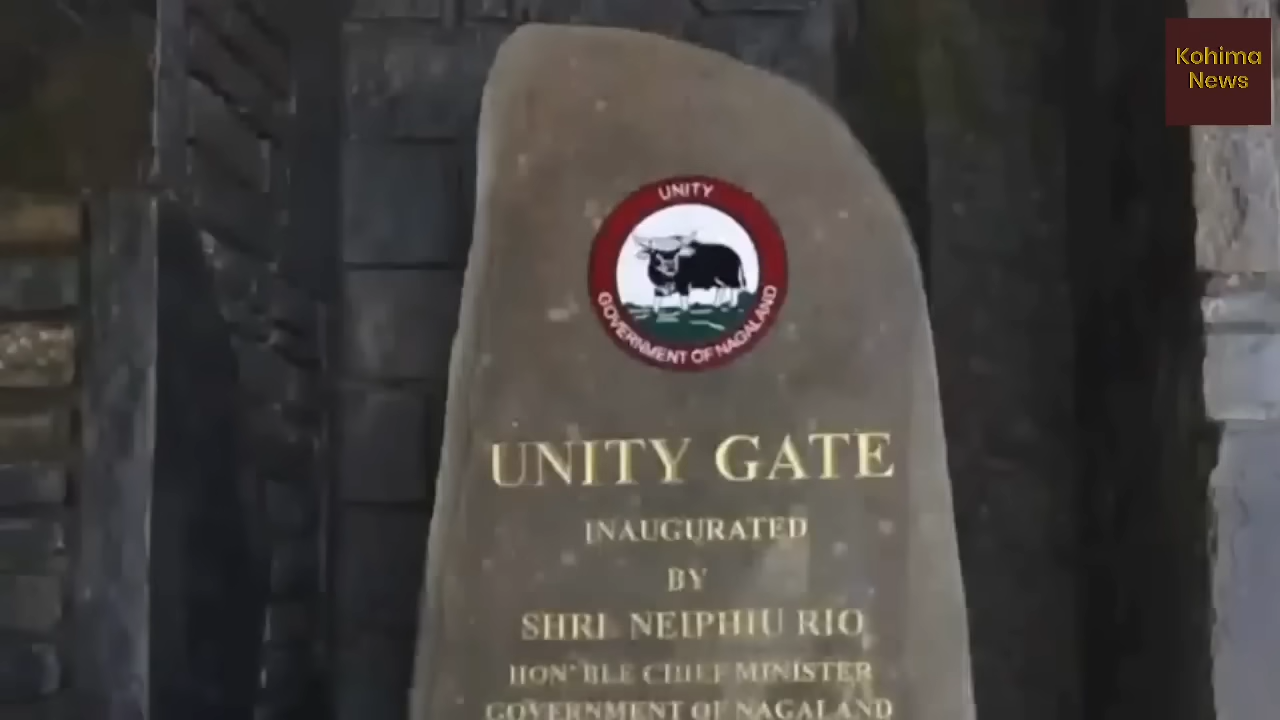 Kohima
News
UNITY
GOVERNMENT OF NAGALAND
UNITY GATE
INAUGURATED
BY
SHRI NEIPHIU RIO
HON'BLE CHIEF MINISTER
GOVERNMENT OF NAGALAND